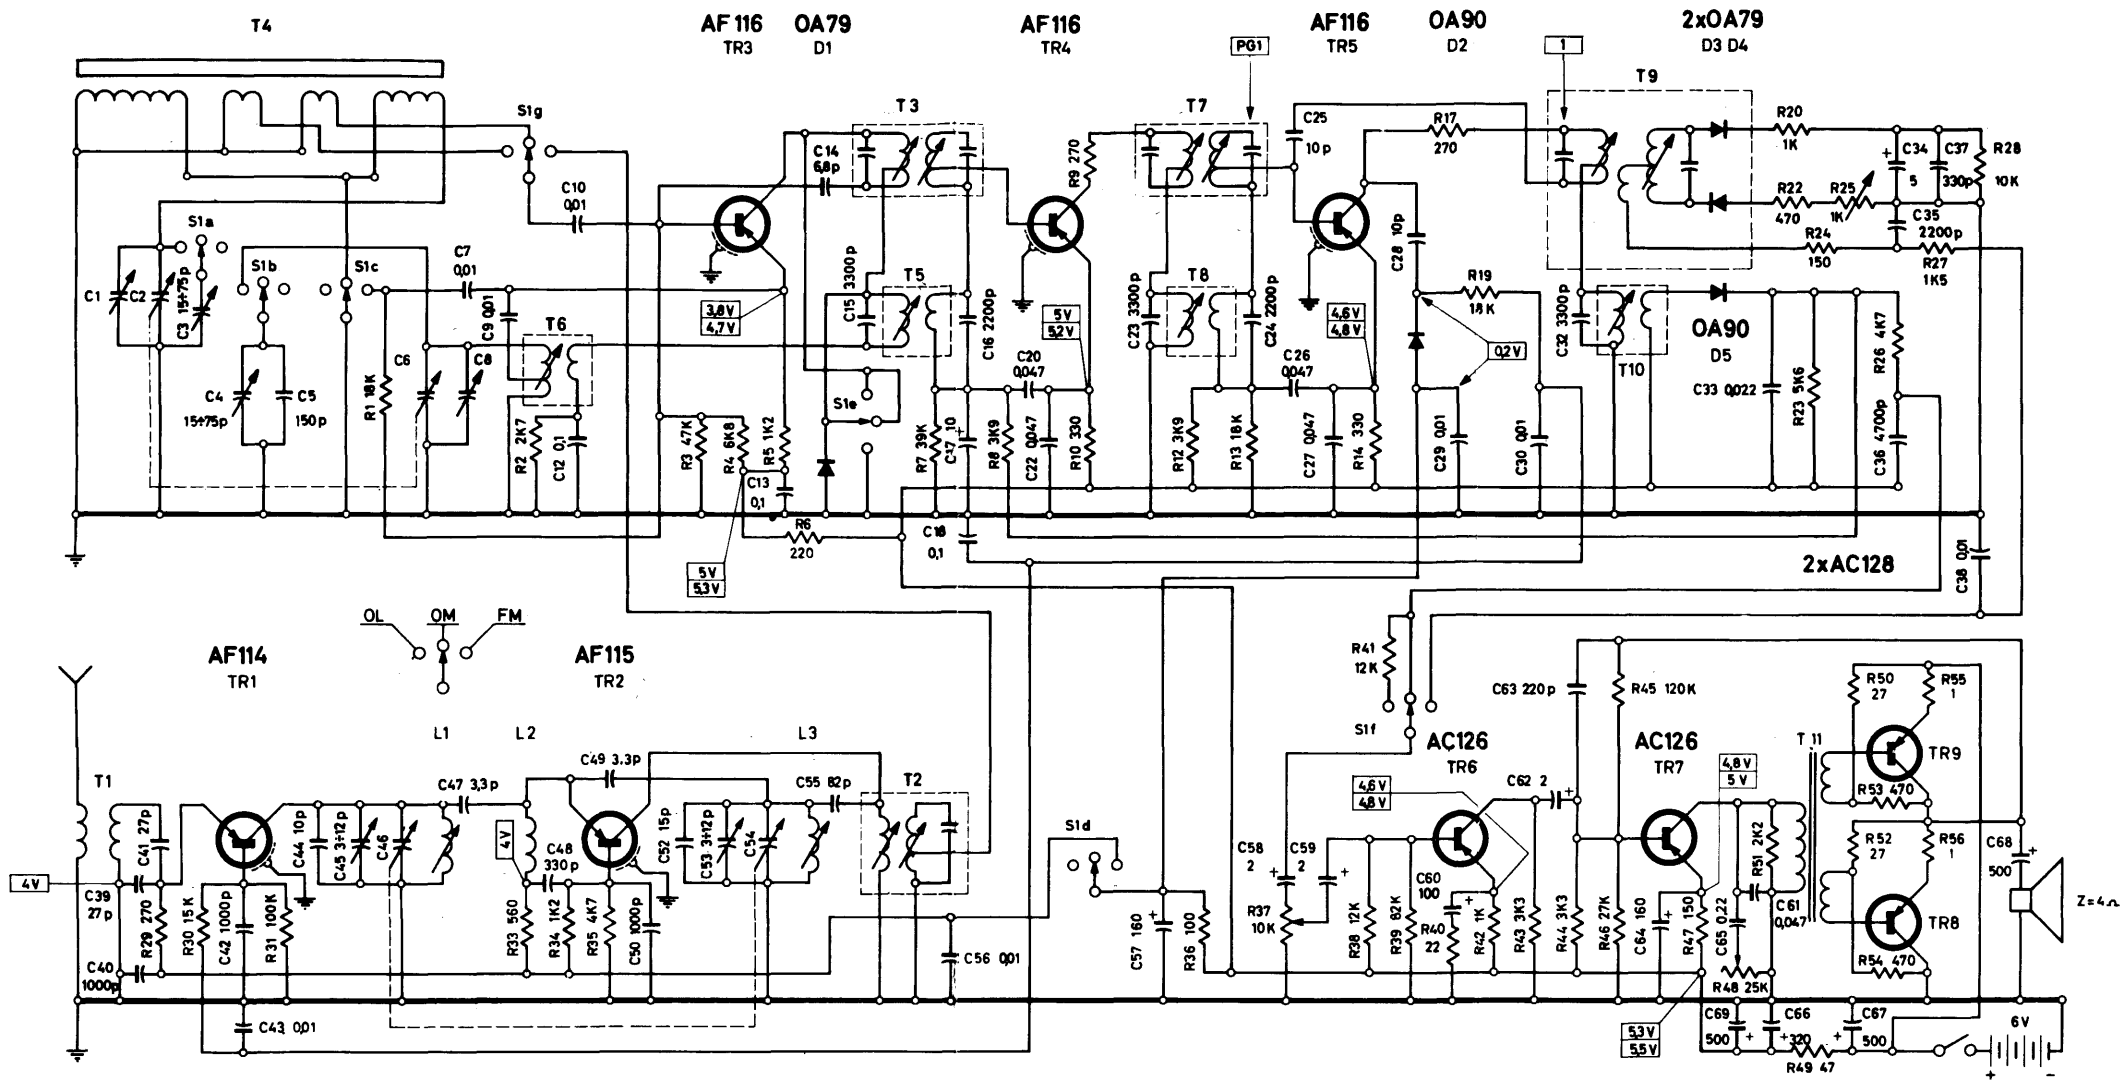 T4
AF116
TR3
OA79
D1
AF116
TR4
PG1
AF116
TR5
OA90
D2
1
2xOA79
D3 D4
T9
S1g
T3
T7
C25
10p
R17
270
R20
1K
C34
5
C37
330p
R28
10K
C14
6,8p
R9 270
C10
0,01
R22
470
R25
1K
C35
2200p
S1a
S1b
S1c
C7
0,01
C1
C2
C3 15÷75p
C9 0,01
T6
3,8V
4,7V
C15 3300p
T5
C16 2200p
5V
5,2V
C23 3300p
T8
C24 2200p
4,6V
4,8V
C28 10p
R19
18K
0,2V
C32 3300p
R24
150
R27
1K5
OA90
D5
T10
C33 0,022
R23 5K6
R26 4K7
C36 4700p
C4
15÷75p
C5
150p
R1 18K
C6
C8
R2 2K7
C12 0,1
R3 47K
R4 6K8
R5 1K2
C13
0,1
S1e
R7 39K
C17 10
C20
0,047
R8 3K9
C22 0,047
R10 330
R12 3K9
R13 18K
C26
0,047
C27 0,047
R14 330
C29 0,01
C30 0,01
R6
220
C18
0,1
5V
5,3V
2xAC128
C38 0,01
OL
OM
FM
AF114
TR1
AF115
TR2
L1
L2
L3
R41
12K
S1f
C63 220p
R45 120K
R50
27
R55
1
AC126
TR6
AC126
TR7
T11
TR9
T1
C47 3,3p
C49 3.3p
C55 82p
T2
4,6V
4,8V
C62 2
4,8V
5V
R53 470
4V
C39
27p
C41 27p
C44 10p
C45 3÷12p
C46
4V
C48
330p
C52 15p
C53 3÷12p
C54
S1d
C58
2
C59
2
C60
100
R51 2K2
R52
27
R56
1
C68
500
Z=4Ω
C40
1000p
R29 270
R30 15K
C42 1000p
R31 100K
R33 560
R34 1K2
R35 4K7
C50 1000p
C56 0,01
C57 160
R36 100
R37
10K
R38 12K
R39 82K
R40
22
R42 1K
R43 3K3
R44 3K3
R46 27K
C64 160
R47 150
C65 0,22
C61
0,047
R48 25K
TR8
R54 470
C43 0,01
5,3V
5,5V
C69
500
C66
320
C67
500
R49 47
6V